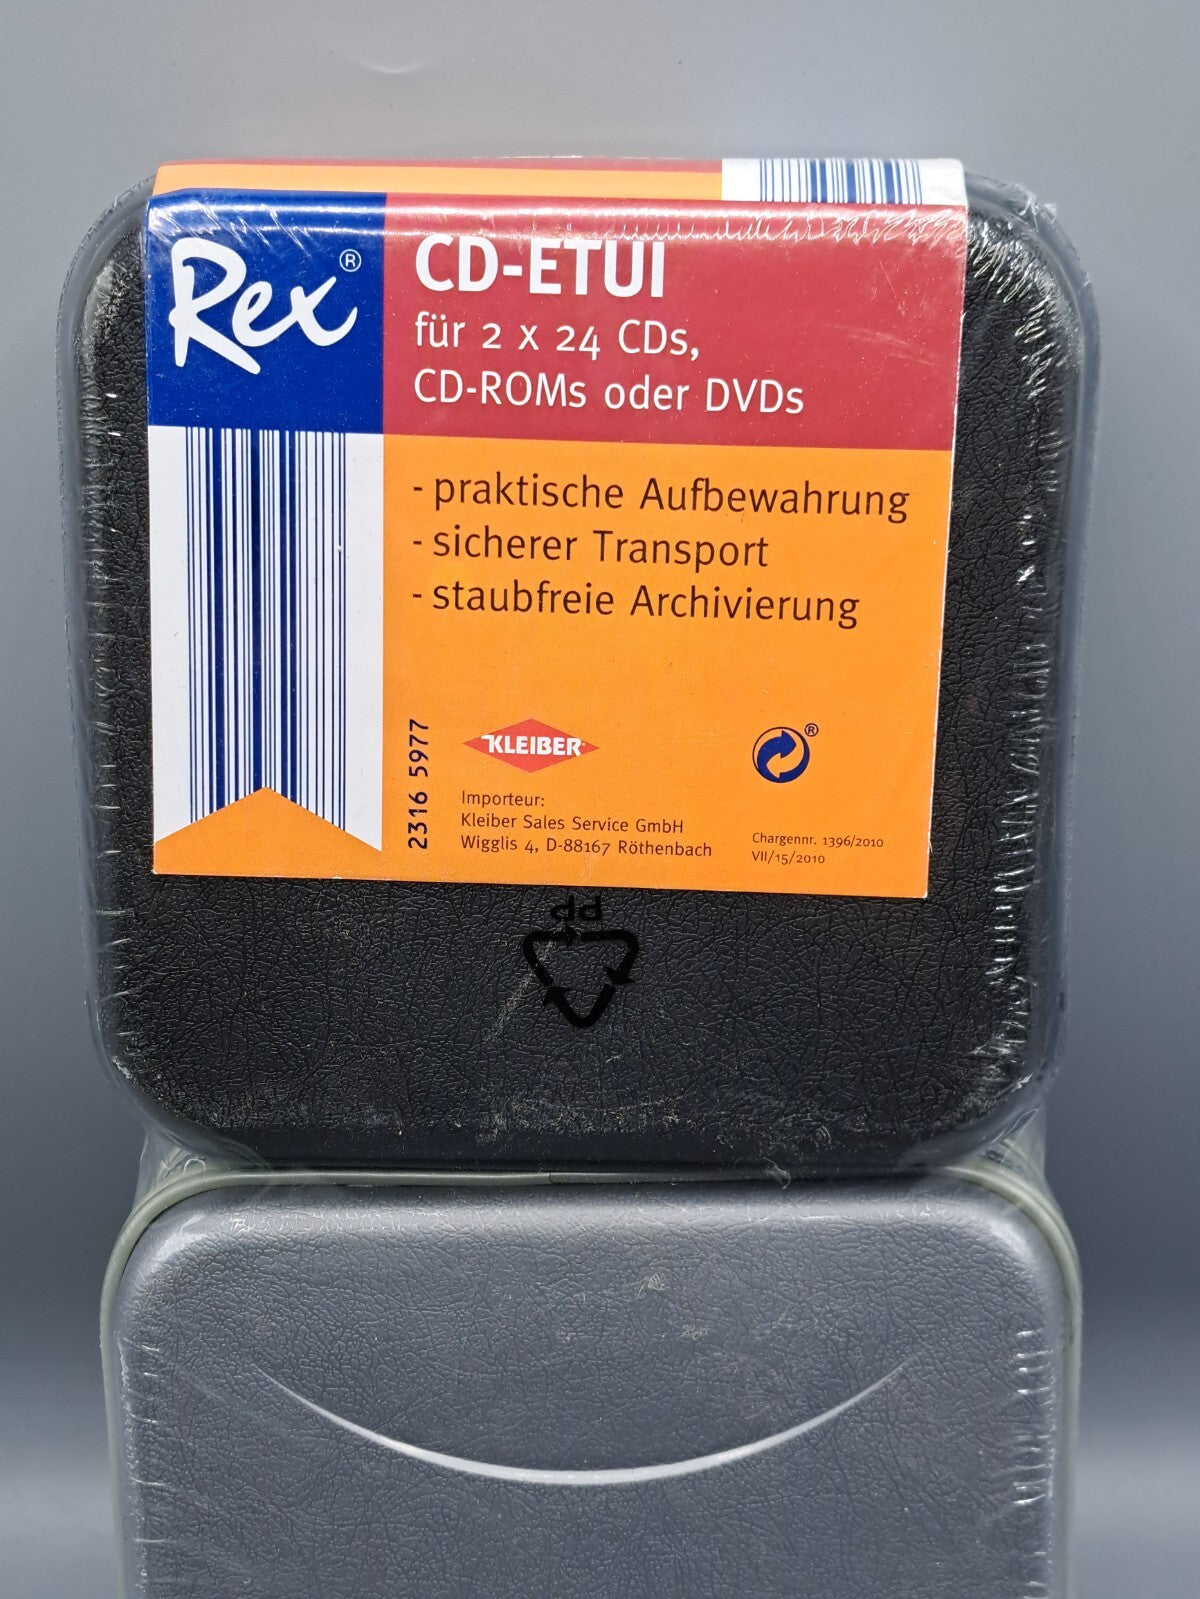 Rex®
CD-ETUI
für 2 x 24 CDs,
CD-ROMs oder DVDs
- praktische Aufbewahrung
- sicherer Transport
- staubfreie Archivierung
2316 5977
KLEIBER
®
Importeur:
Kleiber Sales Service GmbH
Wigglis 4, D-88167 Röthenbach
Chargennr. 1396/2010
VII/15/2010
PP